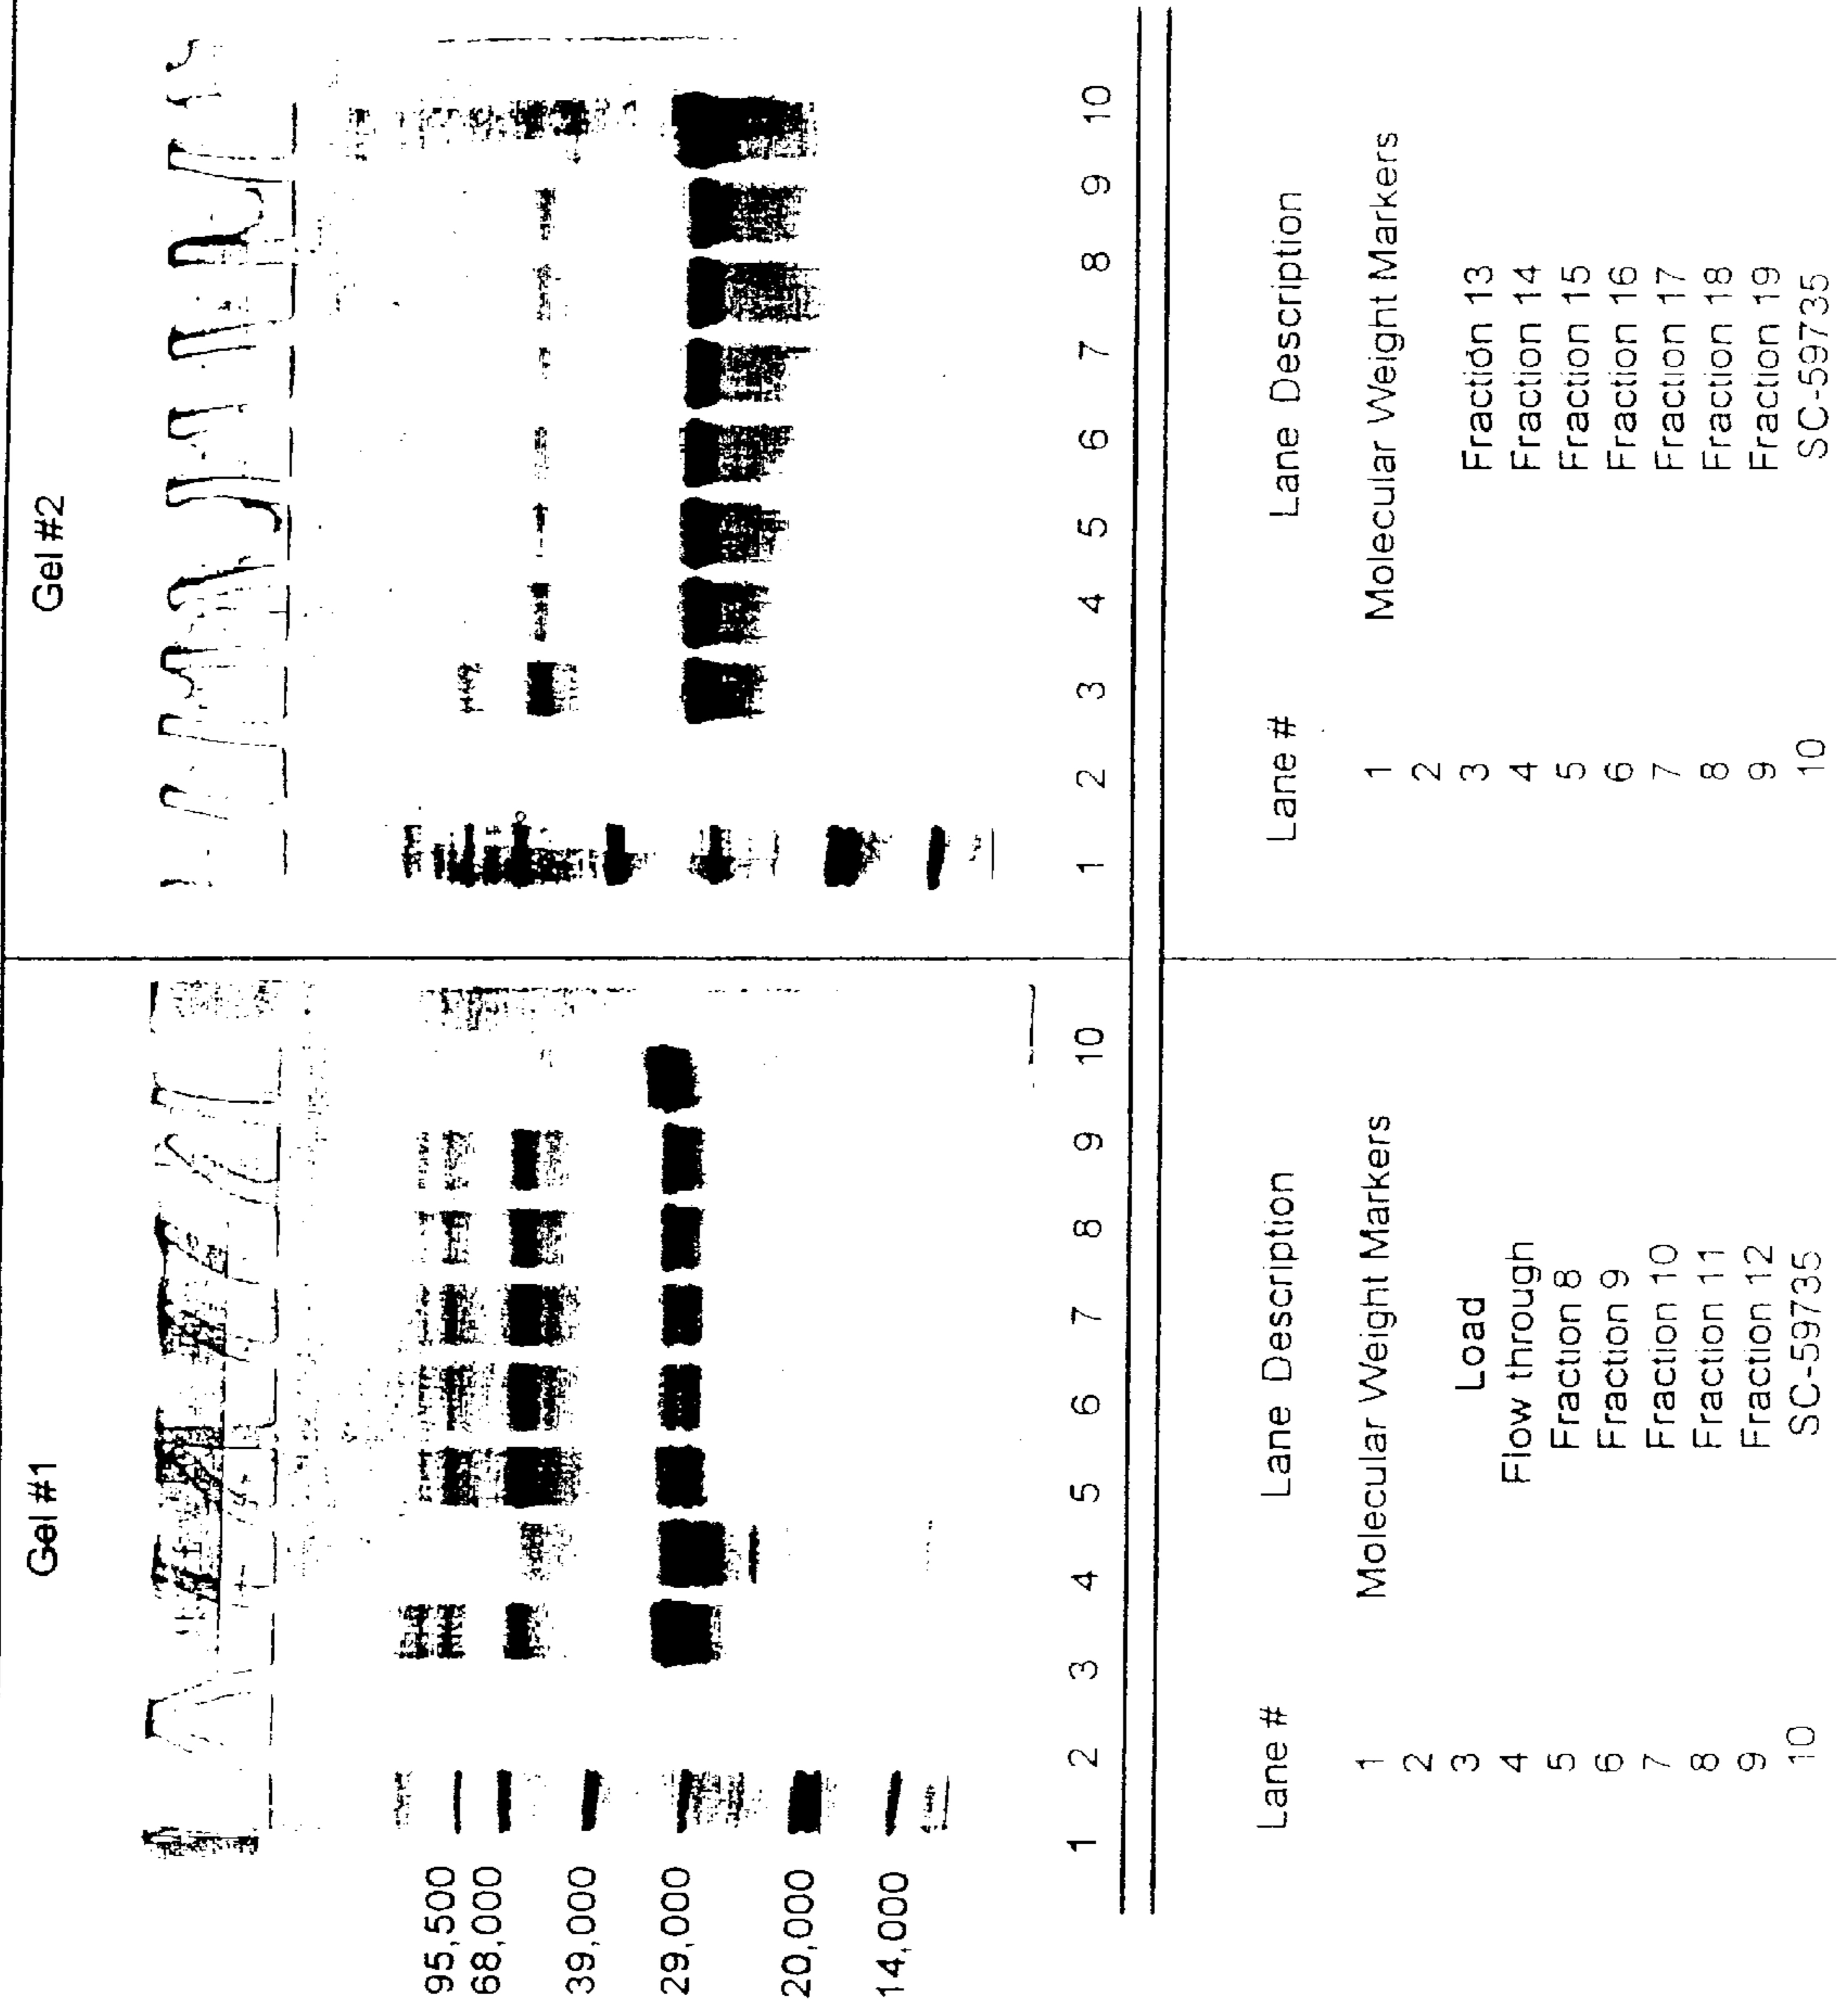 Gel #1
95,500
68,000
39,000
29,000
20,000
14,000
1 2 3 4 5 6 7 8 9 10
Lane # Lane Description
1 Molecular Weight Markers
2
3 Load
4 Flow through
5 Fraction 8
6 Fraction 9
7 Fraction 10
8 Fraction 11
9 Fraction 12
10 SC-59735
Gel #2
1 2 3 4 5 6 7 8 9 10
Lane # Lane Description
1 Molecular Weight Markers
2
3 Fraction 13
4 Fraction 14
5 Fraction 15
6 Fraction 16
7 Fraction 17
8 Fraction 18
9 Fraction 19
10 SC-59735